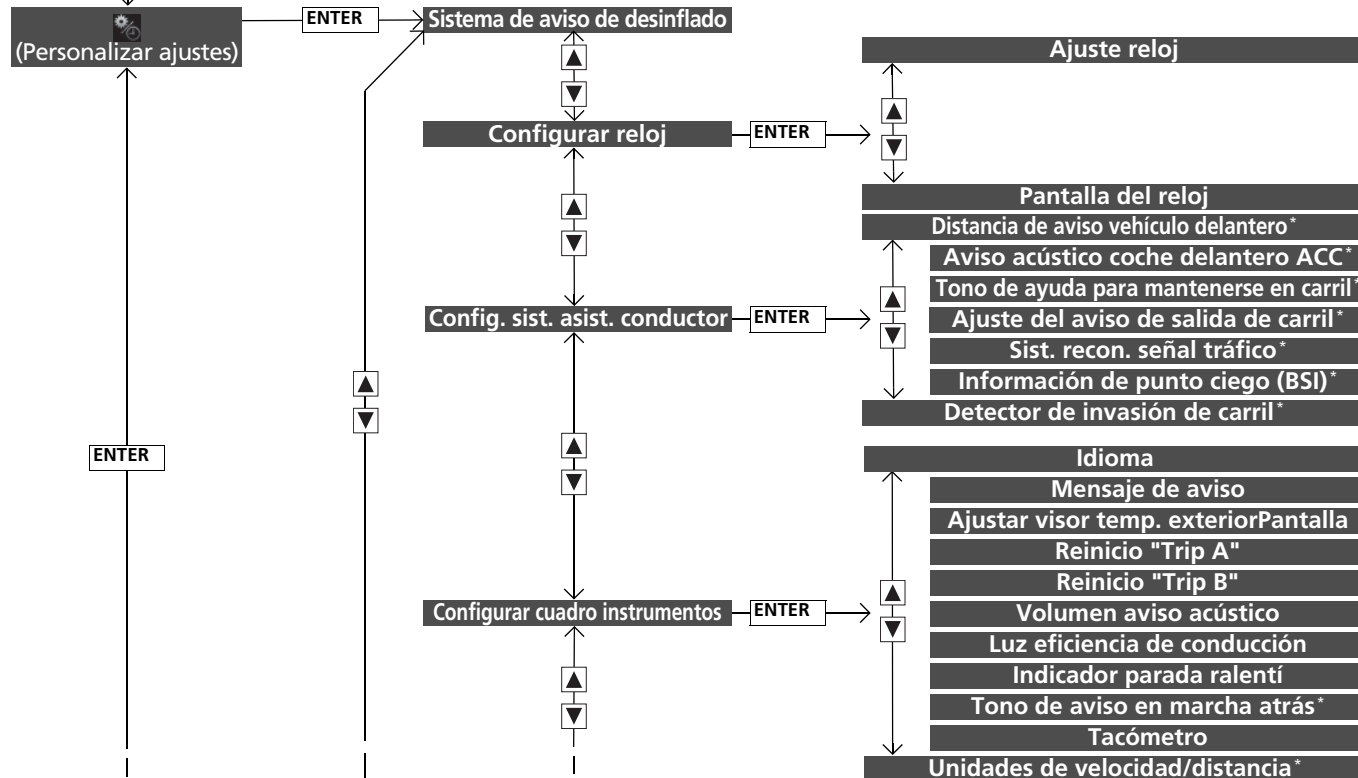 ENTER
Sistema de aviso de desinflado
(Personalizar ajustes)
Ajuste reloj
Configurar reloj
ENTER
Pantalla del reloj
Distancia de aviso vehículo delantero*
Aviso acústico coche delantero ACC*
Tono de ayuda para mantenerse en carril*
Config. sist. asist. conductor
ENTER
Ajuste del aviso de salida de carril*
Sist. recon. señal tráfico*
Información de punto ciego (BSI)*
Detector de invasión de carril*
ENTER
Idioma
Mensaje de aviso
Ajustar visor temp. exteriorPantalla
Reinicio "Trip A"
Reinicio "Trip B"
Configurar cuadro instrumentos
ENTER
Volumen aviso acústico
Luz eficiencia de conducción
Indicador parada ralentí
Tono de aviso en marcha atrás*
Tacómetro
Unidades de velocidad/distancia*